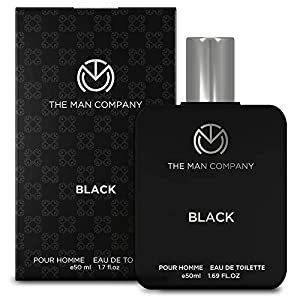 THE MAN COMPANY
BLACK
POUR HOMME EAU DE TO
e50 ml 1.7 fl.oz
THE MAN COMPANY
BLACK
POUR HOMME EAU DE TOILETTE
e50ml 1.69 FL.OZ